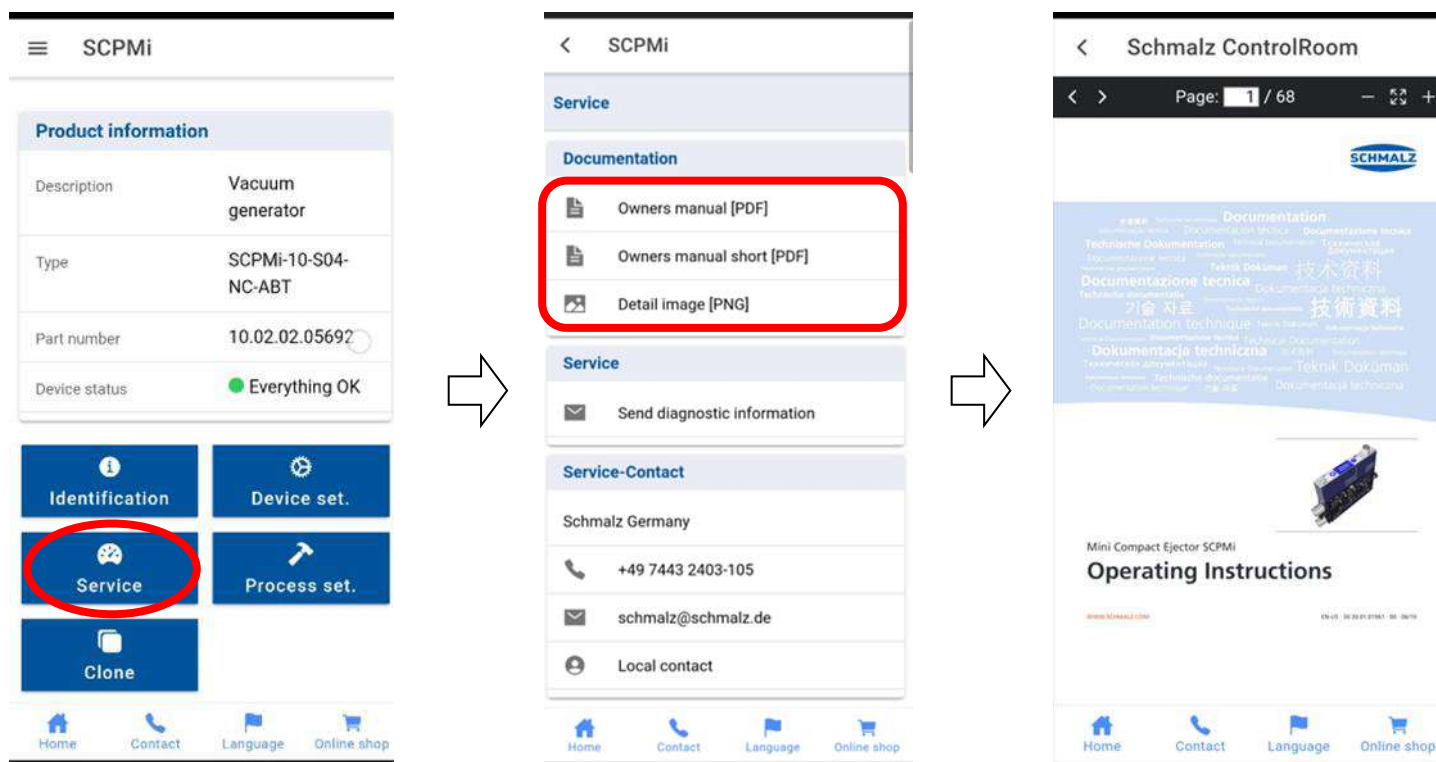 SCPMi
Product information
Description
Vacuum
generator
Type
SCPMi-10-S04-
NC-ABT
Part number
10.02.02.05692
Device status
Everything OK
Identification
Device set.
Service
Process set.
Clone
Home
Contact
Language
Online shop
SCPMi
Service
Documentation
Owners manual [PDF]
Owners manual short [PDF]
Detail image [PNG]
Service
Send diagnostic information
Service-Contact
Schmalz Germany
+49 7443 2403-105
schmalz@schmalz.de
Local contact
Home
Contact
Language
Online shop
Schmalz ControlRoom
Page: 1 / 68
SCHMALZ
Documentation
Technische Dokumentation
Teknik Doküman 技术资料
Documentazione tecnica
기술 자료 技術資料
Documentation technique
Dokumentacja techniczna
Teknik Doküman
Mini Compact Ejector SCPMi
Operating Instructions
WWW.SCHMALZ.COM
Home
Contact
Language
Online shop